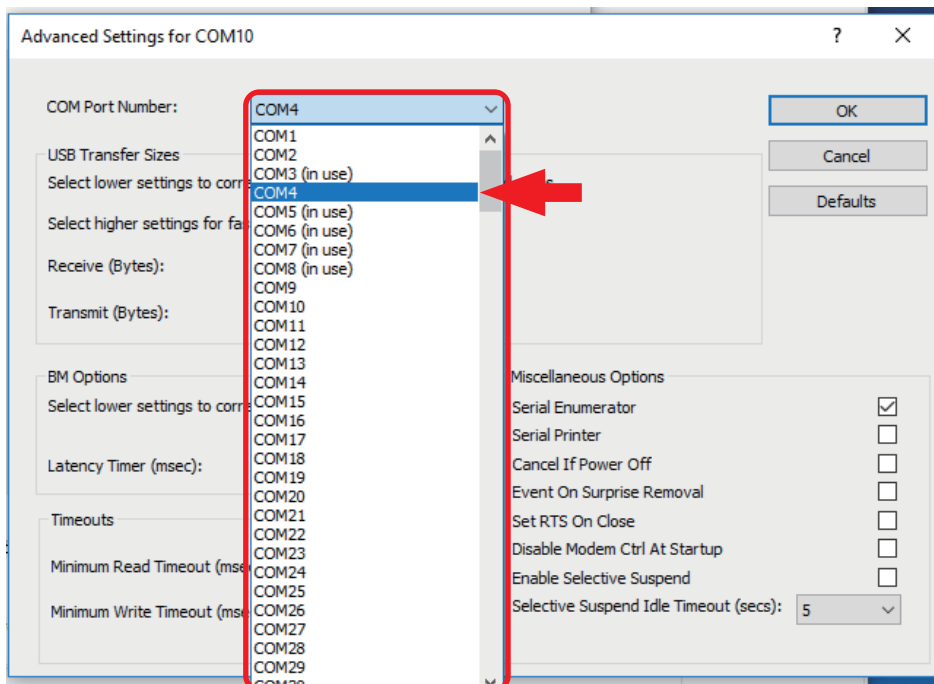 Advanced Settings for COM10
?
COM Port Number:
COM4
OK
Cancel
Defaults
COM1
COM2
COM3 (in use)
COM4
COM5 (in use)
COM6 (in use)
COM7 (in use)
COM8 (in use)
COM9
COM10
COM11
COM12
COM13
COM14
COM15
COM16
COM17
COM18
COM19
COM20
COM21
COM22
COM23
COM24
COM25
COM26
COM27
COM28
COM29
USB Transfer Sizes
Select lower settings to
Select higher settings for
Receive (Bytes):
Transmit (Bytes):
BM Options
Select lower settings to
Latency Timer (msec):
Timeouts
Minimum Read Timeout
Minimum Write Timeout
Miscellaneous Options
Serial Enumerator
Serial Printer
Cancel If Power Off
Event On Surprise Removal
Set RTS On Close
Disable Modem Ctrl At Startup
Enable Selective Suspend
Selective Suspend Idle Timeout (secs): 5